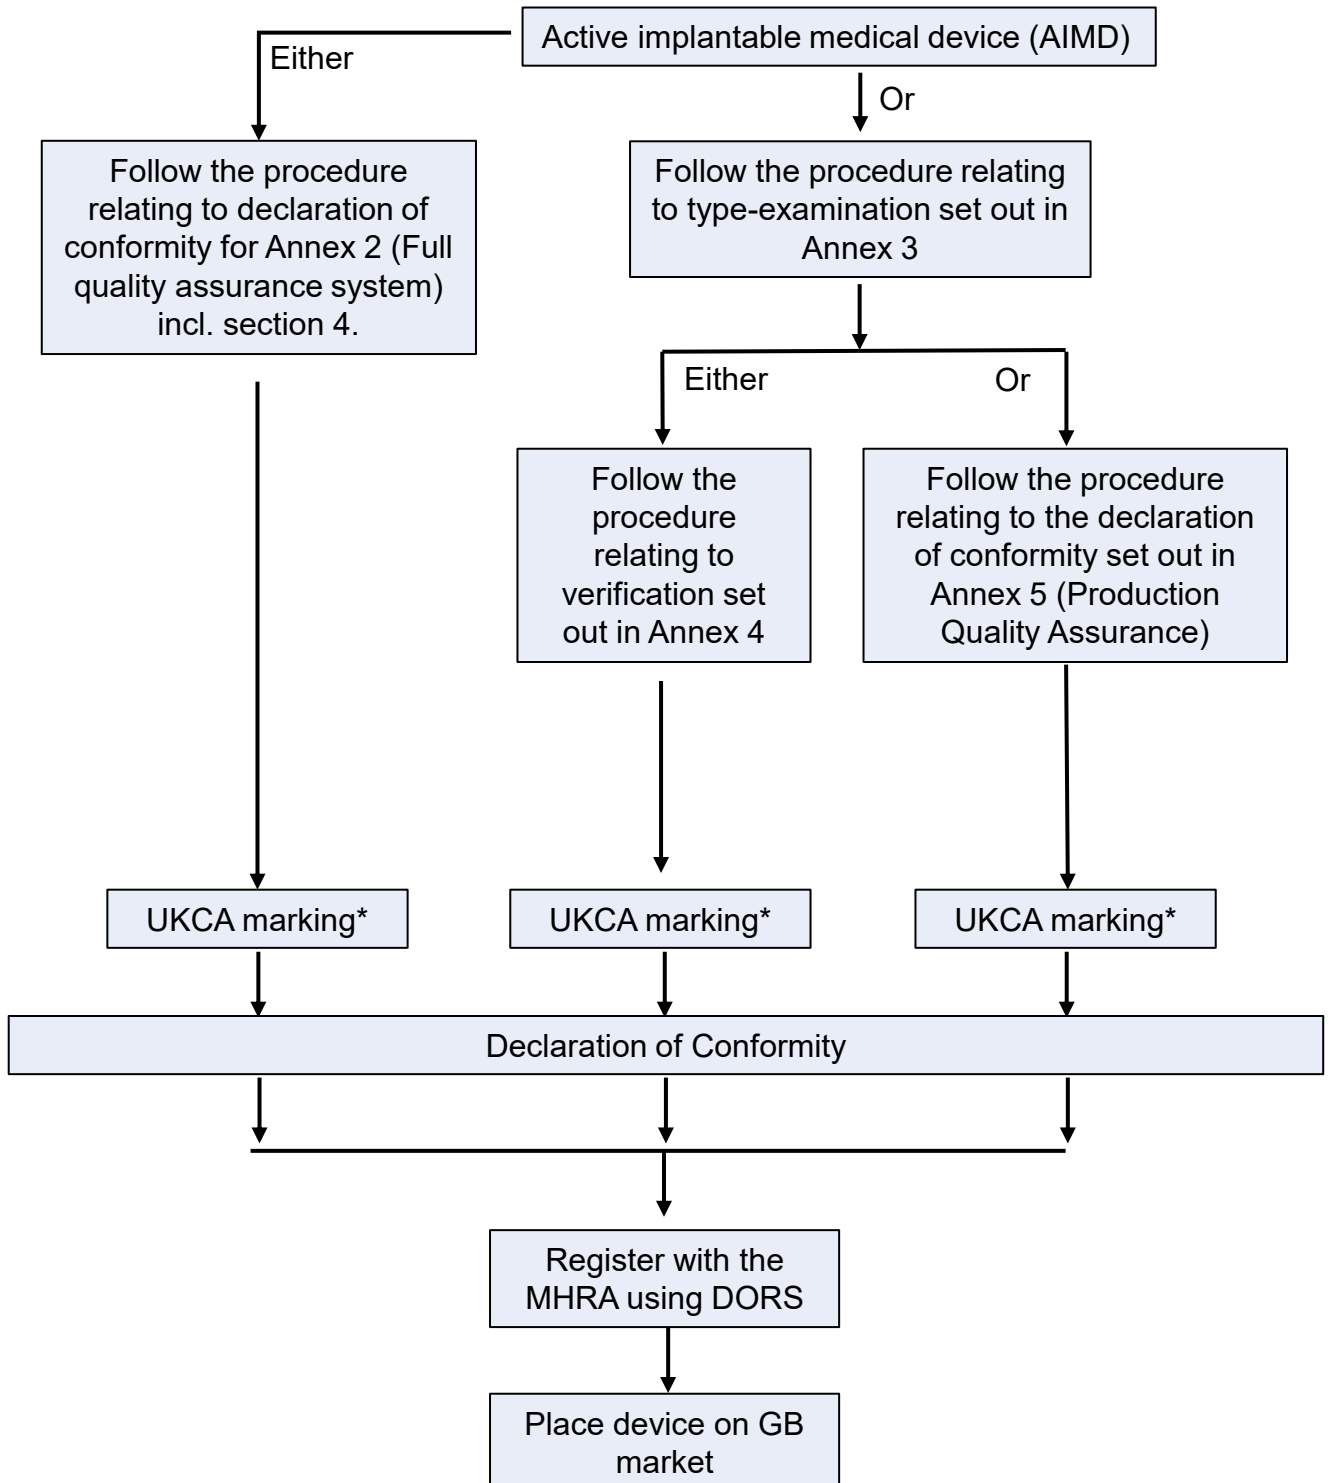 Active implantable medical device (AIMD)
Either
Or
Follow the procedure
relating to declaration of
conformity for Annex 2 (Full
quality assurance system)
incl. section 4.
Follow the procedure relating
to type-examination set out in
Annex 3
Either
Or
Follow the
procedure
relating to
verification set
out in Annex 4
Follow the procedure
relating to the declaration
of conformity set out in
Annex 5 (Production
Quality Assurance)
UKCA marking*
UKCA marking*
UKCA marking*
Declaration of Conformity
Register with the
MHRA using DORS
Place device on GB
market